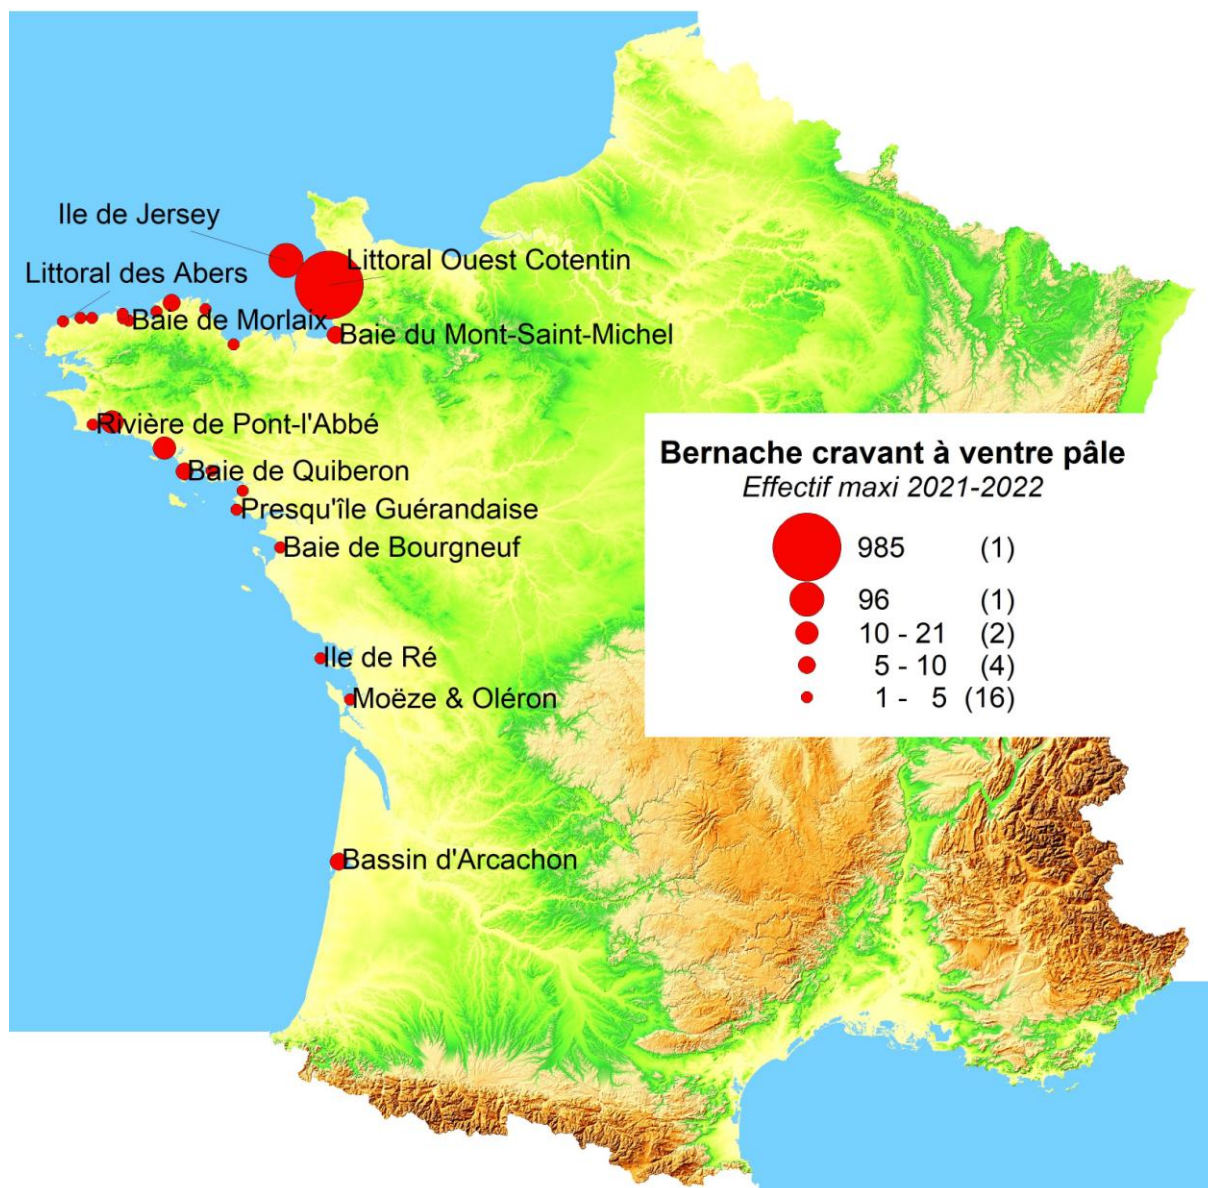 Ile de Jersey
Littoral Ouest Cotentin
Littoral des Abers
Baie de Morlaix
Baie du Mont-Saint-Michel
Rivière de Pont-l'Abbé
Baie de Quiberon
Presqu'île Guérandaise
Baie de Bourgneuf
Ile de Ré
Moëze & Oléron
Bassin d'Arcachon
Bernache cravant à ventre pâle
Effectif maxi 2021-2022
985 (1)
96 (1)
10 - 21 (2)
5 - 10 (4)
1 - 5 (16)